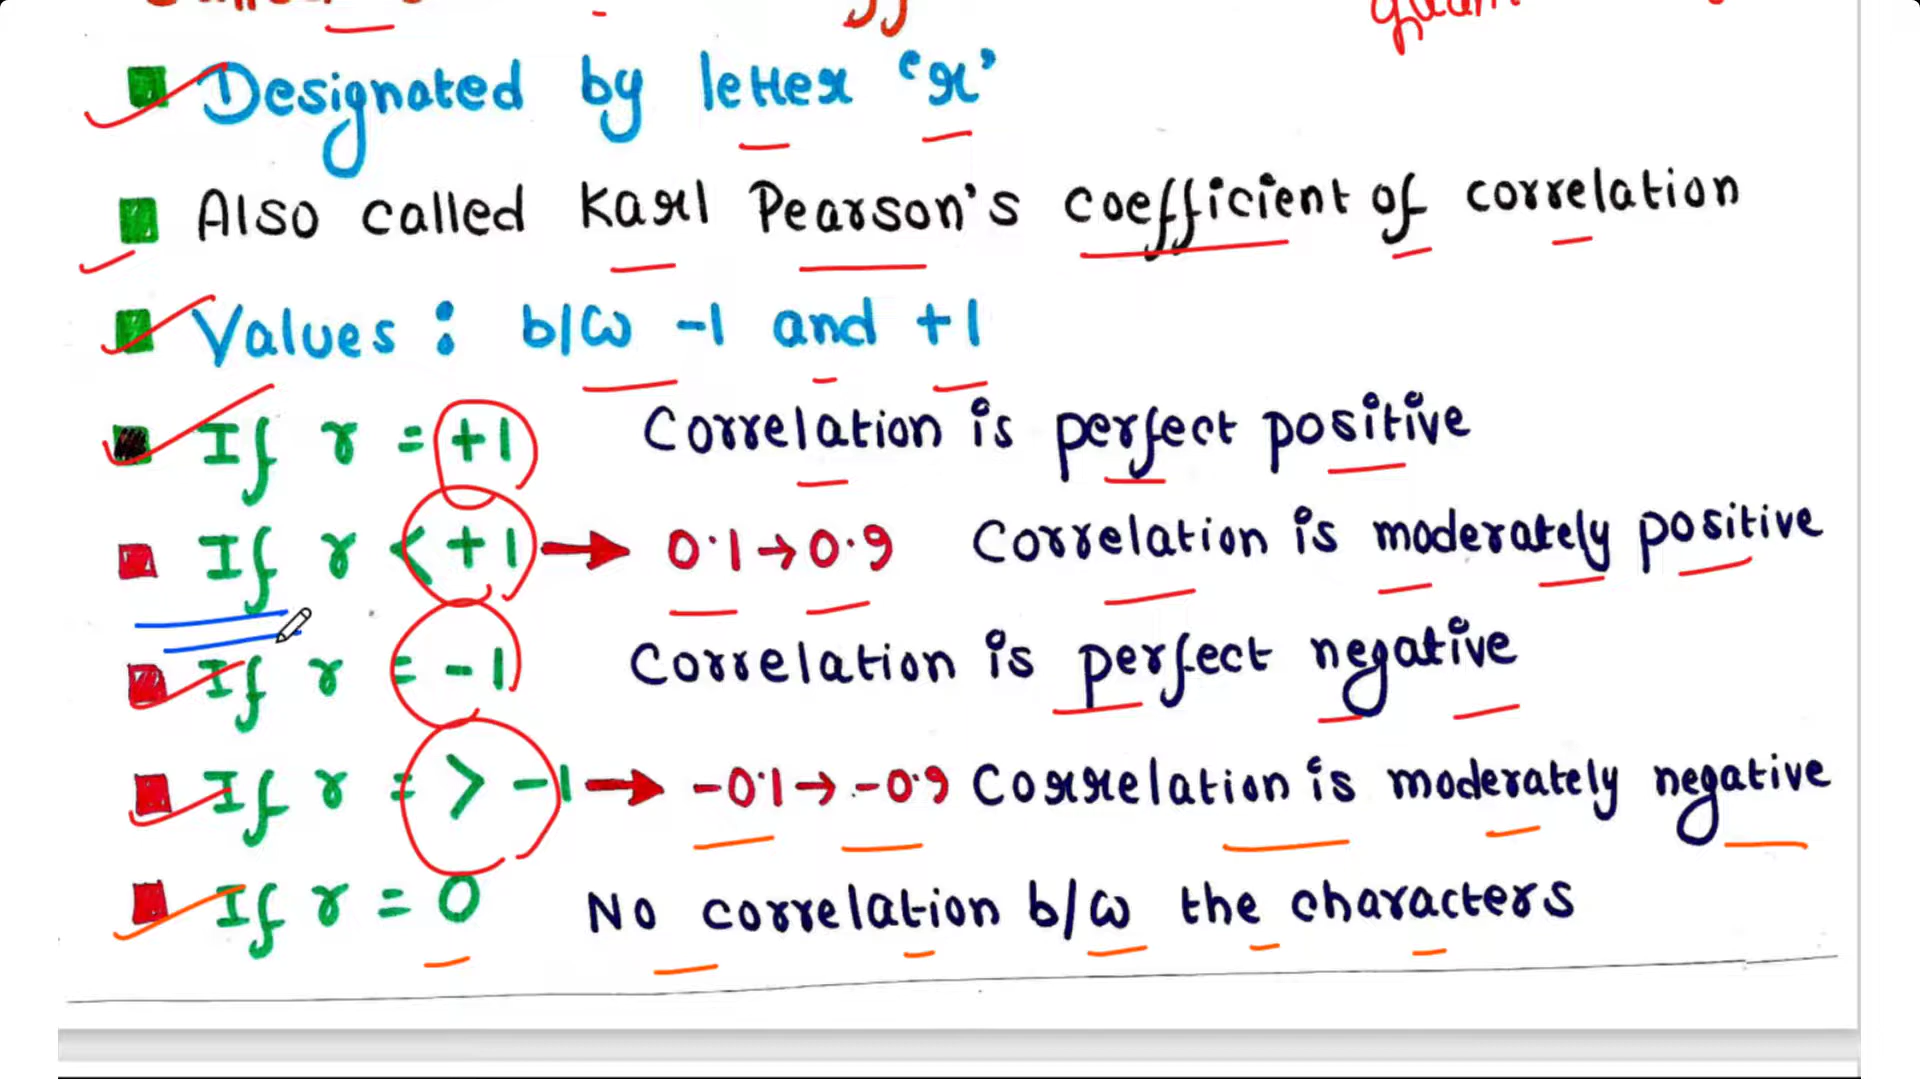 Designated by letter 'r'
Also called Karl Pearson's coefficient of correlation
Values : b/w -1 and +1
If r = +1 Correlation is perfect positive
If r < +1 → 0.1 → 0.9 Correlation is moderately positive
If r = -1 Correlation is perfect negative
If r = > -1 → -0.1 → -0.9 Correlation is moderately negative
If r = 0 No correlation b/w the characters